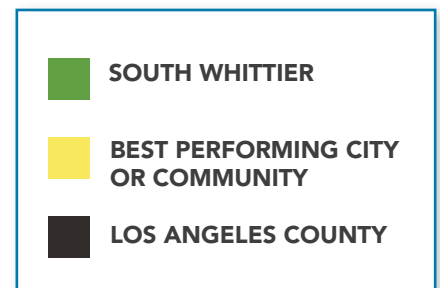 SOUTH WHITTIER
BEST PERFORMING CITY
OR COMMUNITY
LOS ANGELES COUNTY